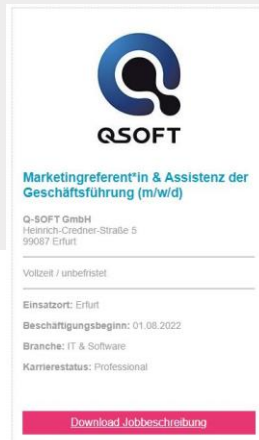 QSOFT
Marketingreferent*in & Assistenz der
Geschäftsführung (m/w/d)
Q-SOFT GmbH
Heinrich-Credner-Straße 5
99087 Erfurt
Vollzeit / unbefristet
Einsatzort: Erfurt
Beschäftigungsbeginn: 01.08.2022
Branche: IT & Software
Karrierestatus: Professional
Download Jobbeschreibung